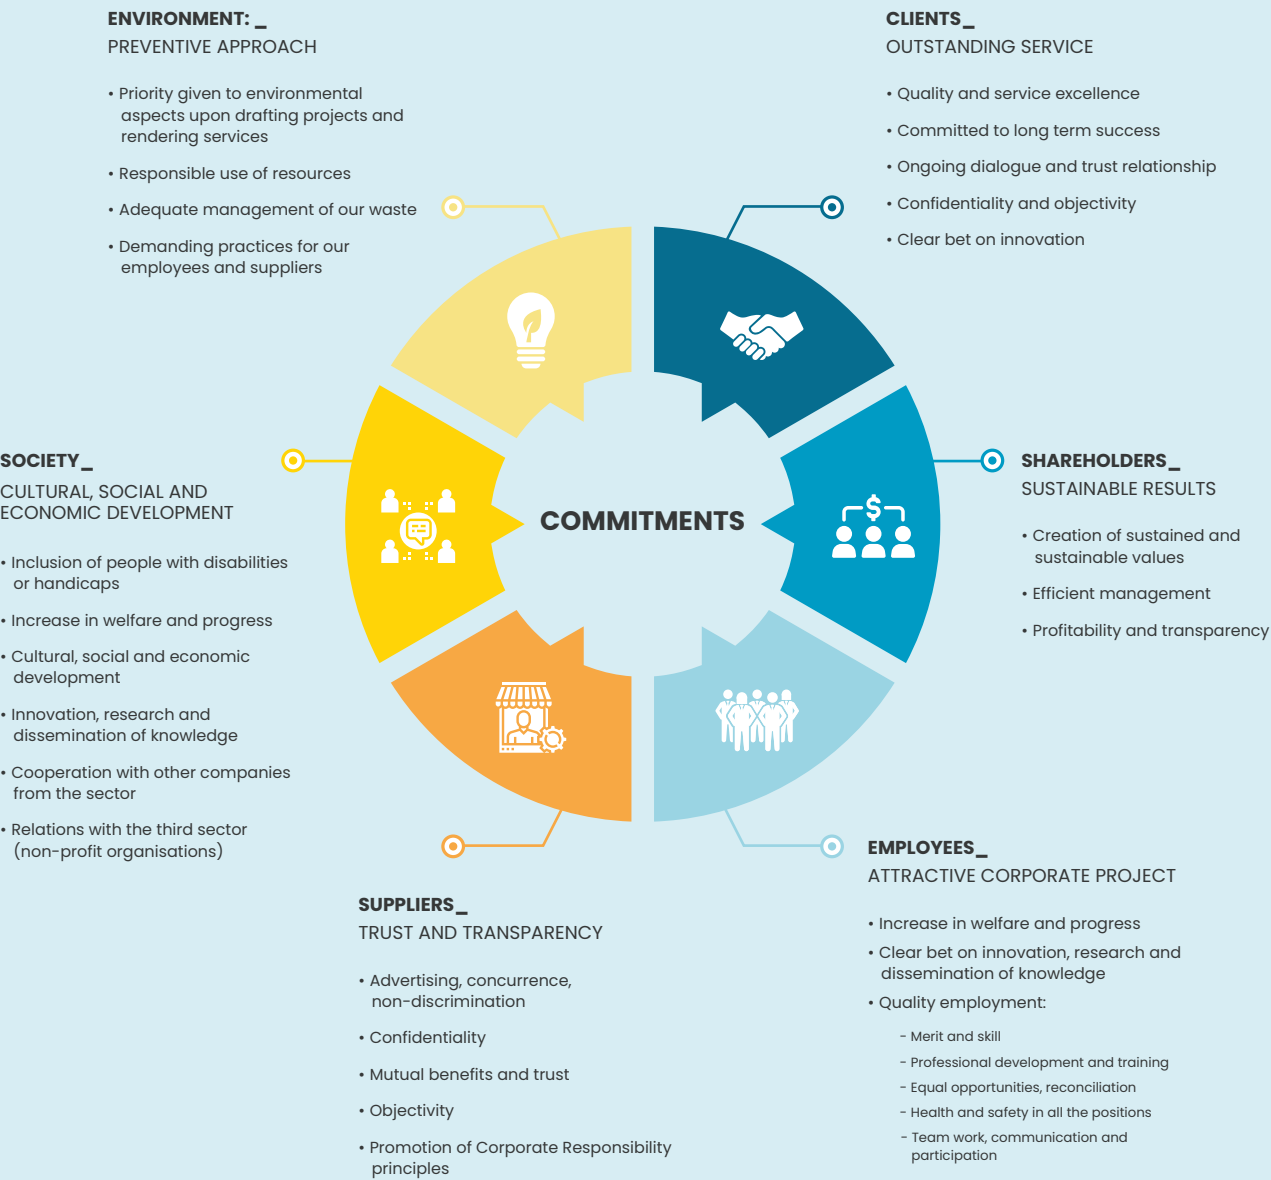 ENVIRONMENT: _
PREVENTIVE APPROACH
• Priority given to environmental
aspects upon drafting projects and
rendering services
• Responsible use of resources
• Adequate management of our waste
• Demanding practices for our
employees and suppliers
CLIENTS_
OUTSTANDING SERVICE
• Quality and service excellence
• Committed to long term success
• Ongoing dialogue and trust relationship
• Confidentiality and objectivity
• Clear bet on innovation
SOCIETY_
CULTURAL, SOCIAL AND
ECONOMIC DEVELOPMENT
• Inclusion of people with disabilities
or handicaps
• Increase in welfare and progress
• Cultural, social and economic
development
• Innovation, research and
dissemination of knowledge
• Cooperation with other companies
from the sector
• Relations with the third sector
(non-profit organisations)
COMMITMENTS
$
SHAREHOLDERS_
SUSTAINABLE RESULTS
• Creation of sustained and
sustainable values
• Efficient management
• Profitability and transparency
SUPPLIERS_
TRUST AND TRANSPARENCY
• Advertising, concurrence,
non-discrimination
• Confidentiality
• Mutual benefits and trust
• Objectivity
• Promotion of Corporate Responsibility
principles
EMPLOYEES_
ATTRACTIVE CORPORATE PROJECT
• Increase in welfare and progress
• Clear bet on innovation, research and
dissemination of knowledge
• Quality employment:
- Merit and skill
- Professional development and training
- Equal opportunities, reconciliation
- Health and safety in all the positions
- Team work, communication and
participation